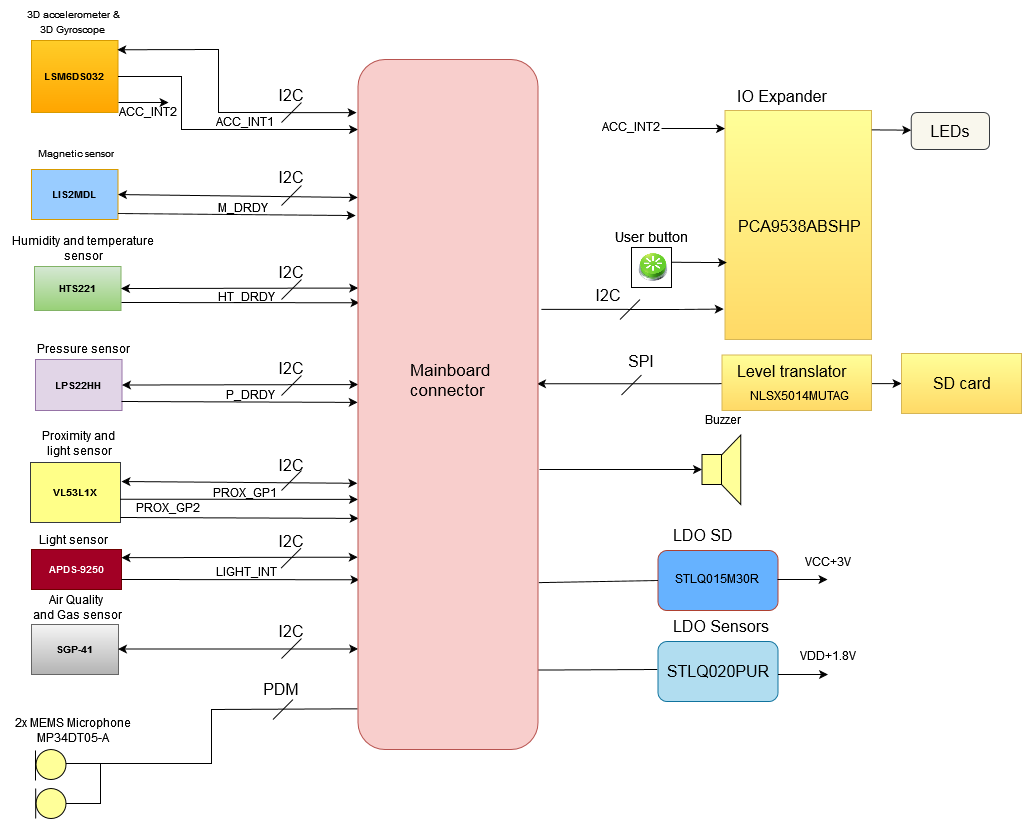 3D accelerometer &
3D Gyroscope
LSM6DS032
I2C
ACC_INT2
ACC_INT1
Magnetic sensor
LIS2MDL
I2C
M_DRDY
Humidity and temperature
sensor
HTS221
I2C
HT_DRDY
Pressure sensor
LPS22HH
I2C
P_DRDY
Proximity and
light sensor
VL53L1X
I2C
PROX_GP1
PROX_GP2
Light sensor
APDS-9250
I2C
LIGHT_INT
Air Quality
and Gas sensor
SGP-41
I2C
PDM
2x MEMS Microphone
MP34DT05-A
Mainboard
connector
IO Expander
ACC_INT2
PCA9538ABSHP
LEDs
User button
I2C
SPI
Level translator
NLSX5014MUTAG
SD card
Buzzer
LDO SD
STLQ015M30R
VCC+3V
LDO Sensors
STLQ020PUR
VDD+1.8V